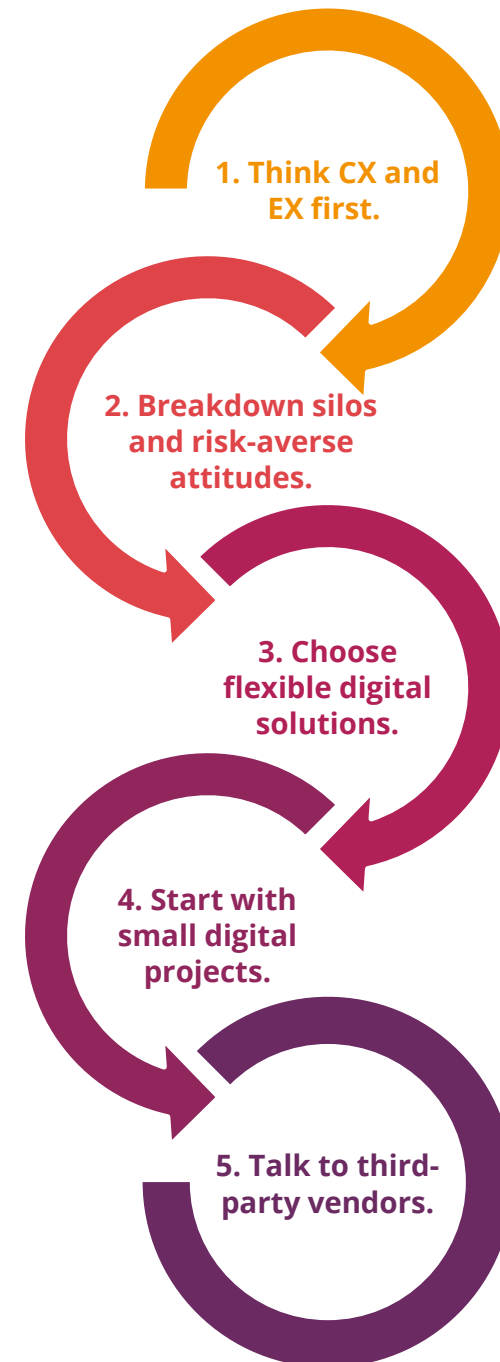 1. Think CX and
EX first.
2. Breakdown silos
and risk-averse
attitudes.
3. Choose
flexible digital
solutions.
4. Start with
small digital
projects.
5. Talk to third-
party vendors.